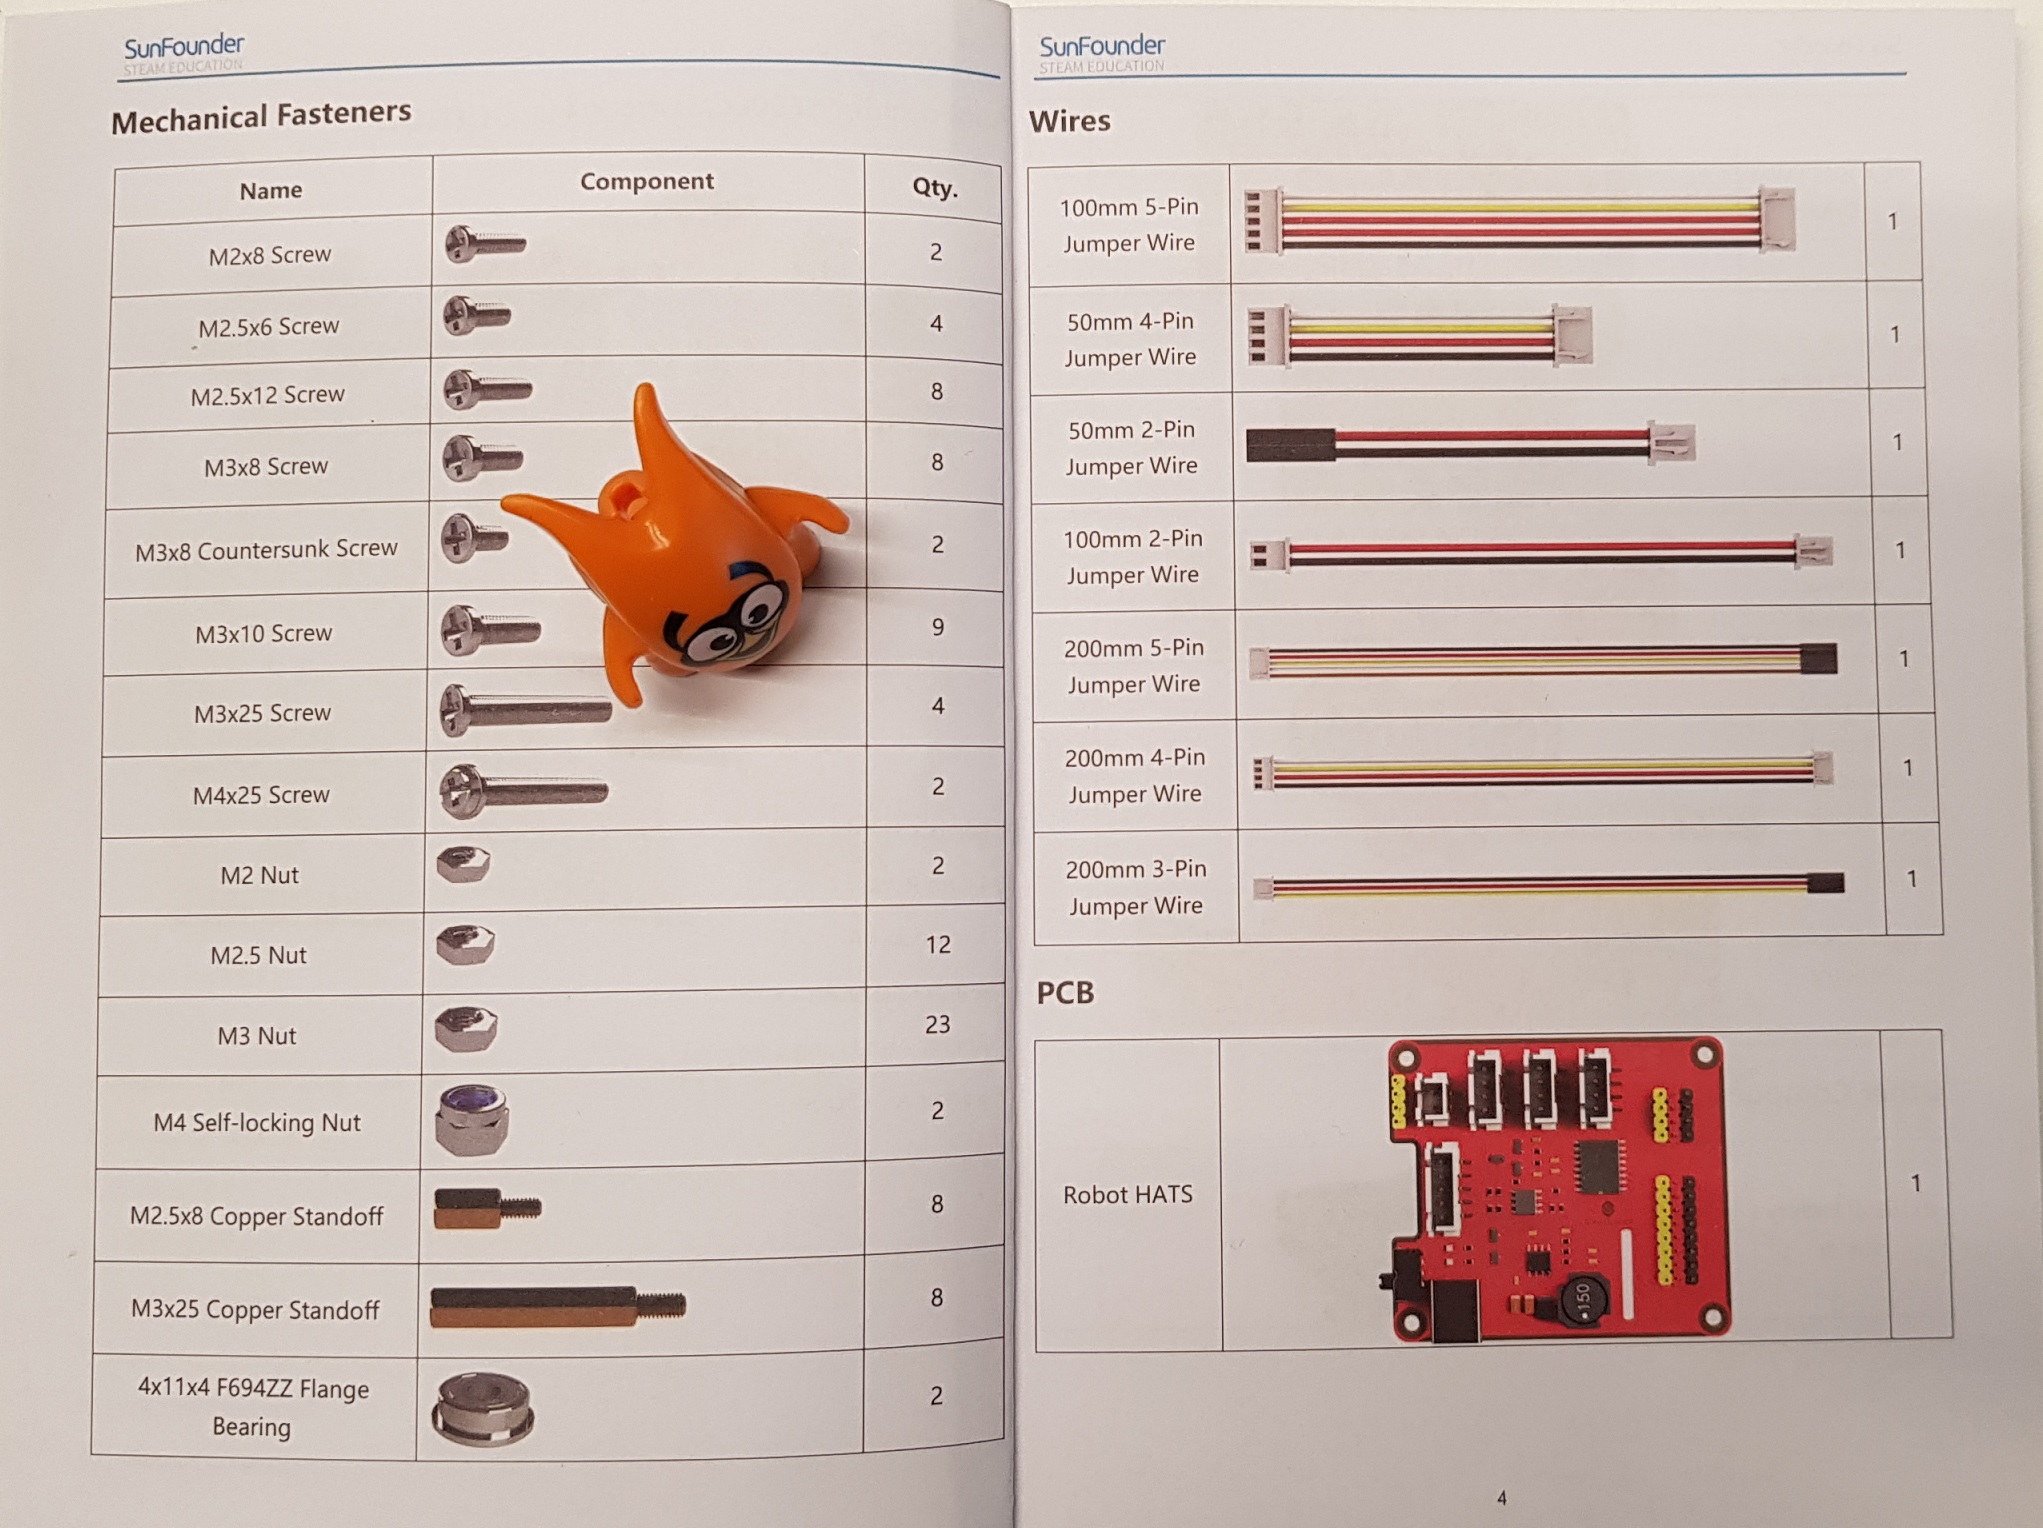 SunFounder
STEAM EDUCATION
Mechanical Fasteners
Name Component Qty.
M2x8 Screw 2
M2.5x6 Screw 4
M2.5x12 Screw 8
M3x8 Screw 8
M3x8 Countersunk Screw 2
M3x10 Screw 9
M3x25 Screw 4
M4x25 Screw 2
M2 Nut 2
M2.5 Nut 12
M3 Nut 23
M4 Self-locking Nut 2
M2.5x8 Copper Standoff 8
M3x25 Copper Standoff 8
4x11x4 F694ZZ Flange
Bearing 2
SunFounder
STEAM EDUCATION
Wires
100mm 5-Pin
Jumper Wire 1
50mm 4-Pin
Jumper Wire 1
50mm 2-Pin
Jumper Wire 1
100mm 2-Pin
Jumper Wire 1
200mm 5-Pin
Jumper Wire 1
200mm 4-Pin
Jumper Wire 1
200mm 3-Pin
Jumper Wire 1
PCB
Robot HATS 1
150
4